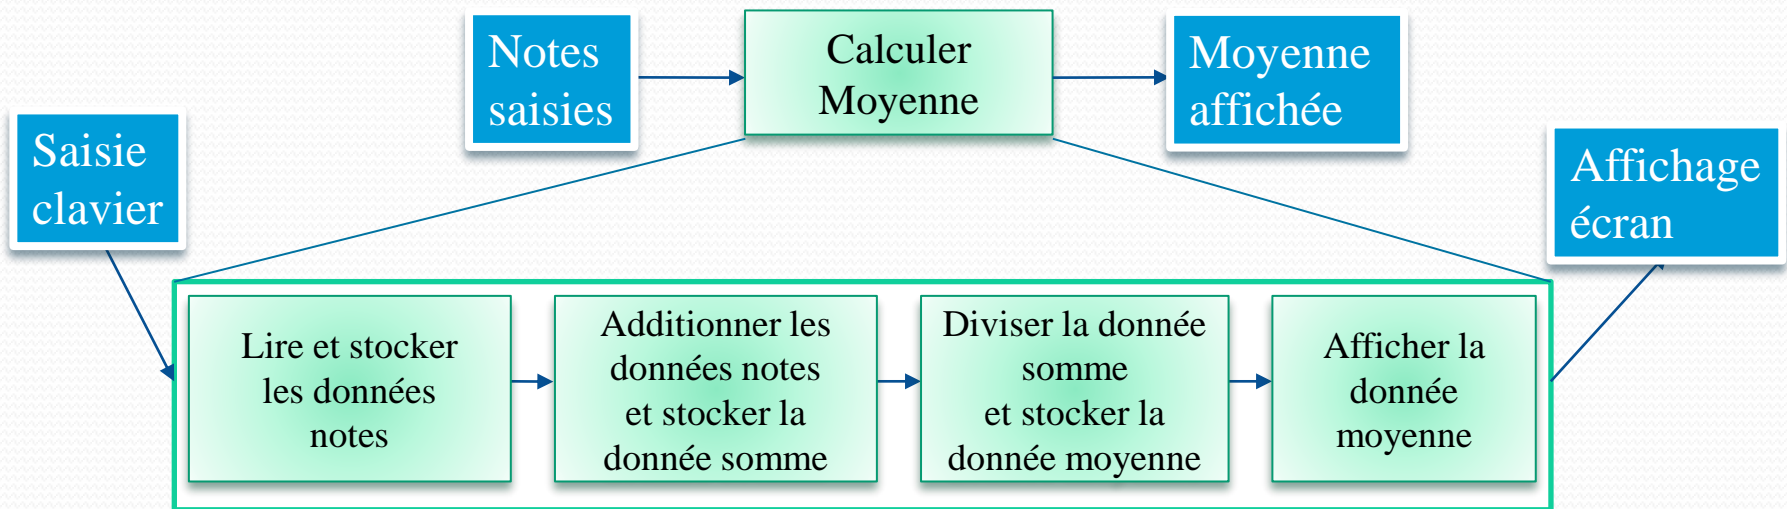 Notes
saisies
Calculer
Moyenne
Moyenne
affichée
Saisie
clavier
Affichage
écran
Lire et stocker
les données
notes
Additionner les
données notes
et stocker la
donnée somme
Diviser la donnée
somme
et stocker la
donnée moyenne
Afficher la
donnée
moyenne